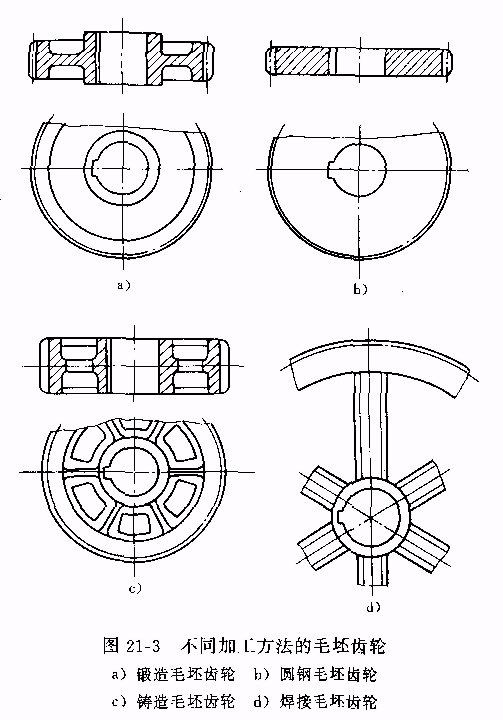 a)
b)
c)
d)
图 21-3 不同加工方法的毛坯齿轮
a) 锻造毛坯齿轮 b) 圆钢毛坯齿轮
c) 铸造毛坯齿轮 d) 焊接毛坯齿轮